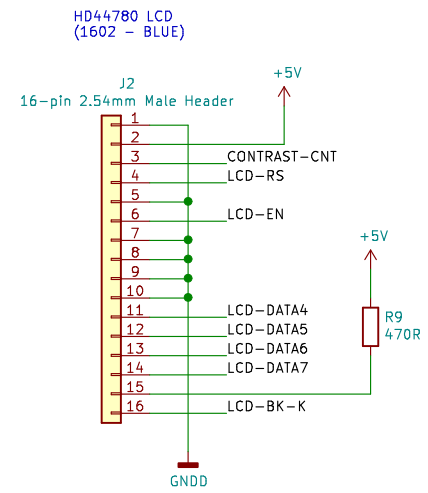 HD44780 LCD
(1602 - BLUE)
J2
16-pin 2.54mm Male Header
+5V
1
2
3
CONTRAST-CNT
4
LCD-RS
5
6
LCD-EN
7
8
9
10
+5V
11
LCD-DATA4
12
LCD-DATA5
13
LCD-DATA6
14
LCD-DATA7
R9
470R
15
16
LCD-BK-K
GNDD